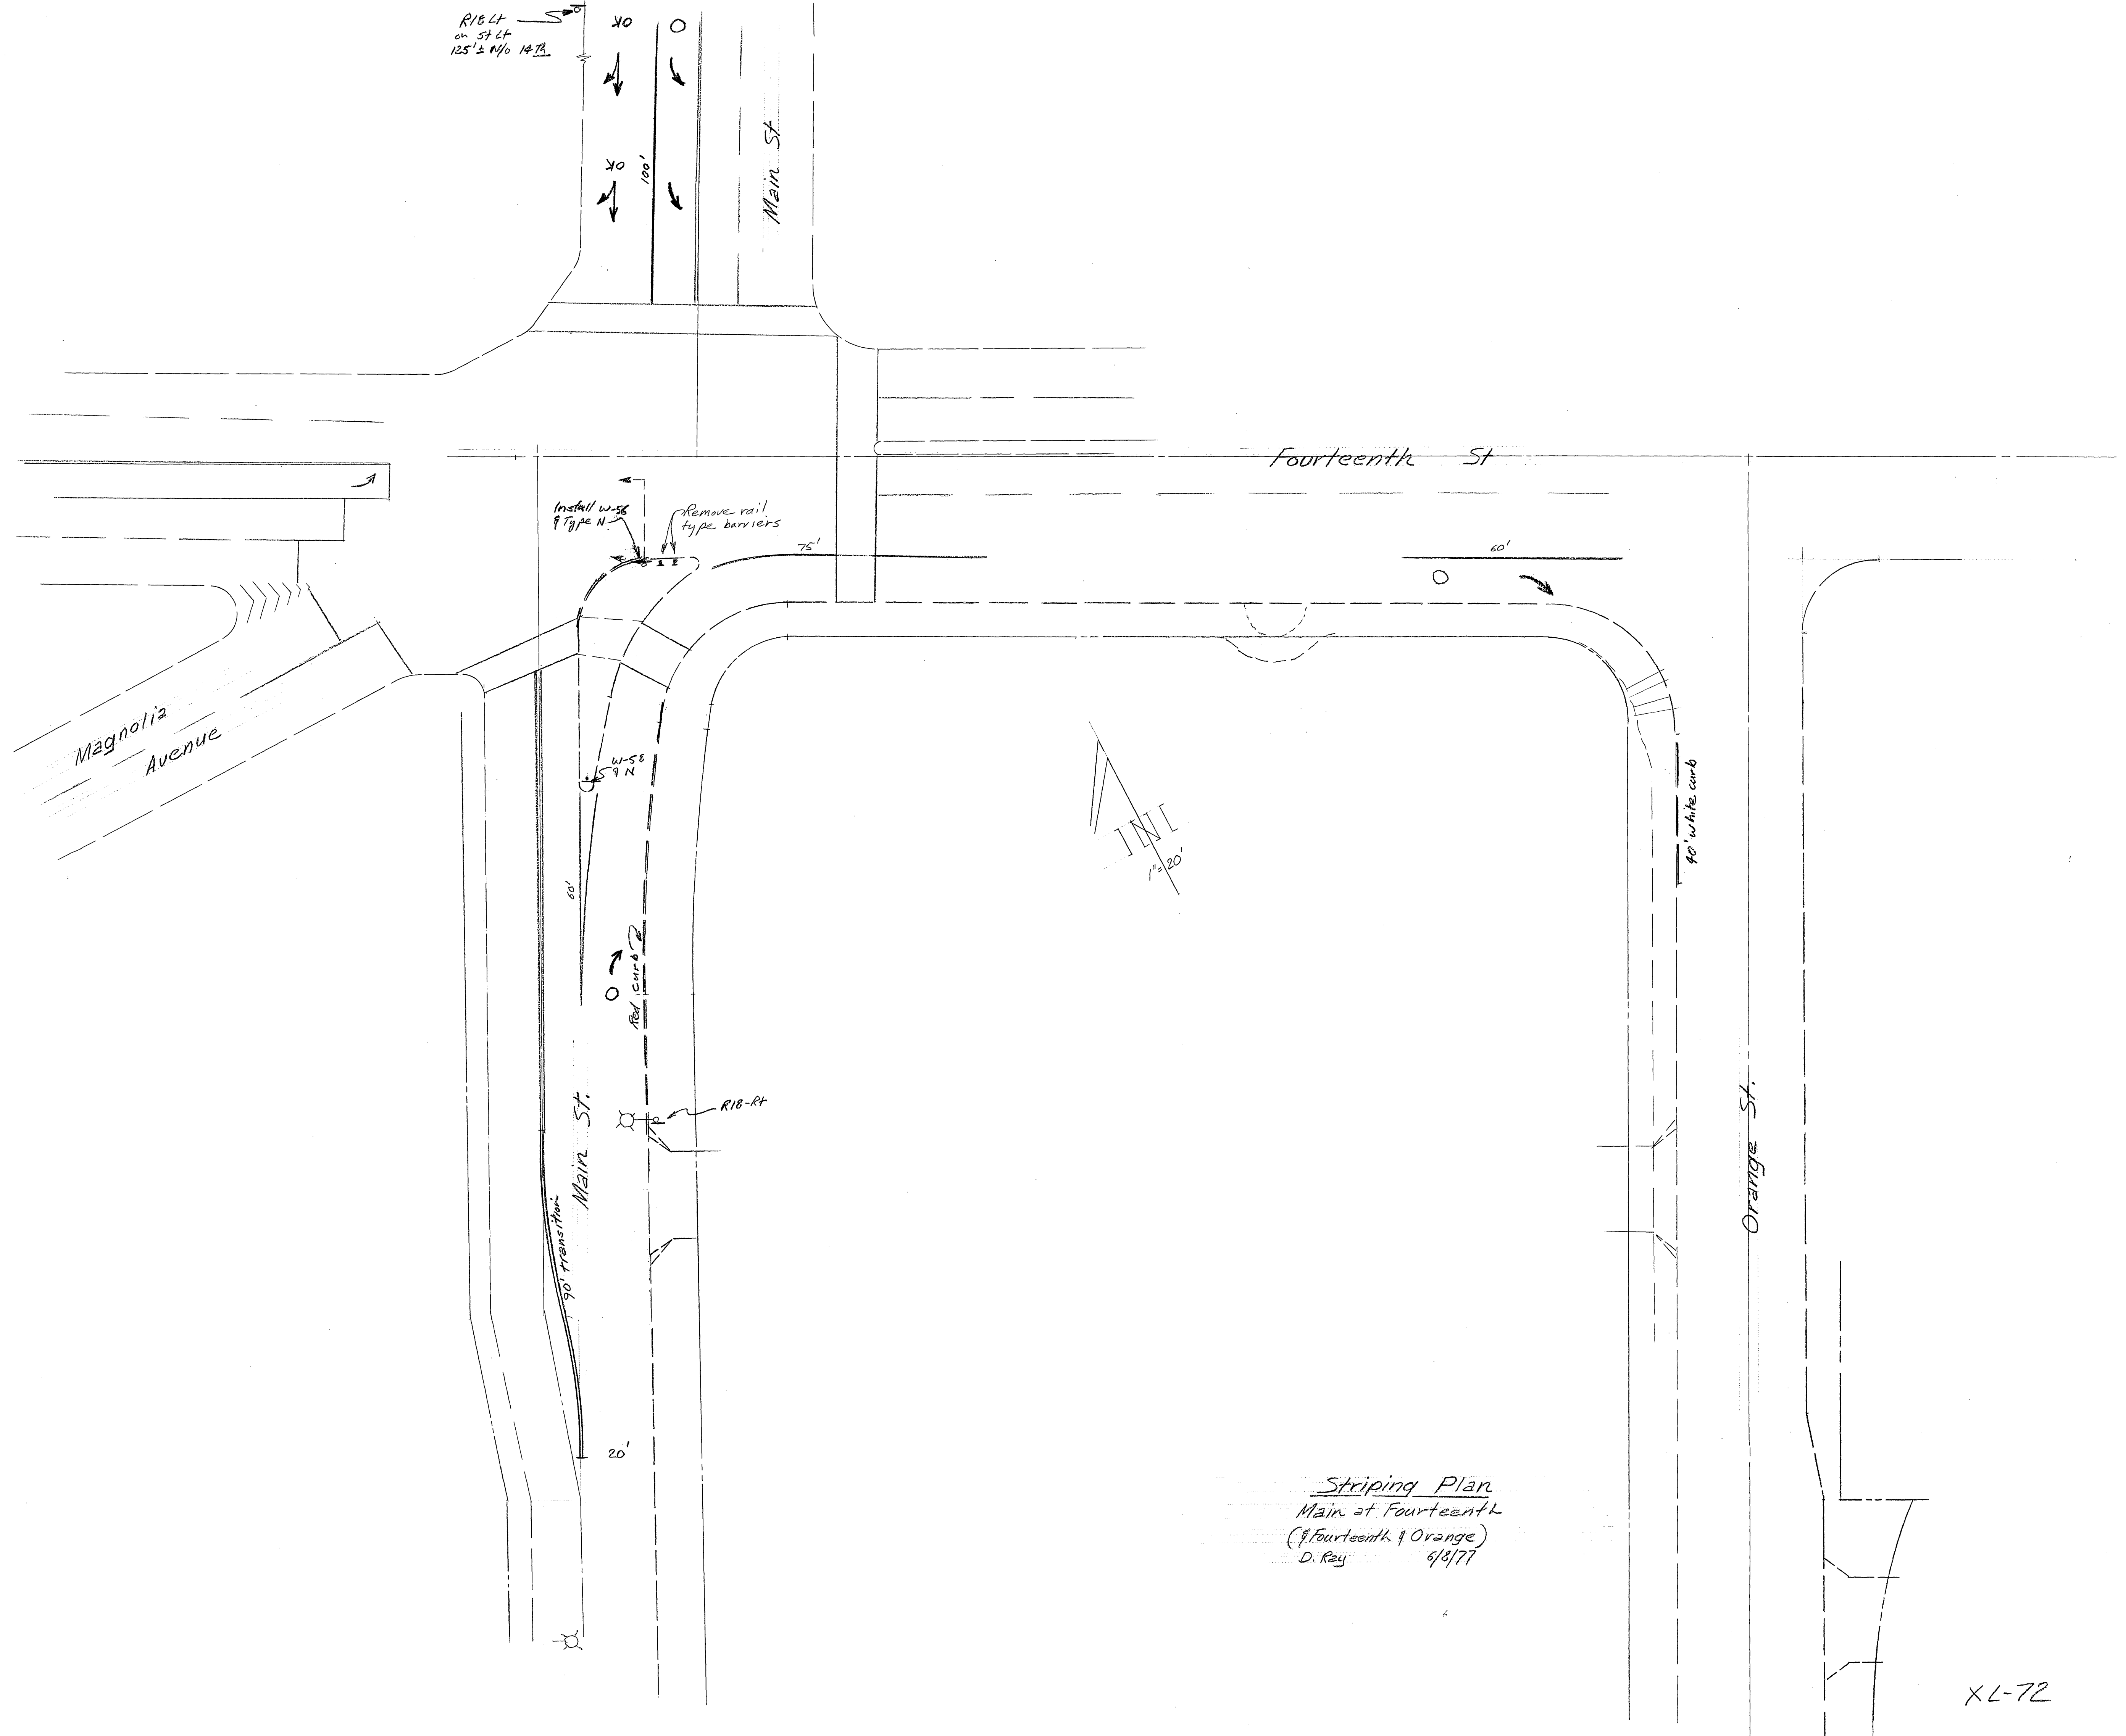 R18Lt
on St Lt
125'± N/o 14Th
OK
O
OK
100'
Main St
Fourteenth St
Install W-56
& Type N
Remove rail
type barriers
75'
60'
O
Magnolia
Avenue
W-58
& N
60'
O
Red curb
N
1"=20'
40' white curb
R18-Rt
Main St.
90' transition
20'
Orange St.
Striping Plan
Main at Fourteenth
(& Fourteenth & Orange)
D. Ray 6/8/77
XL-72